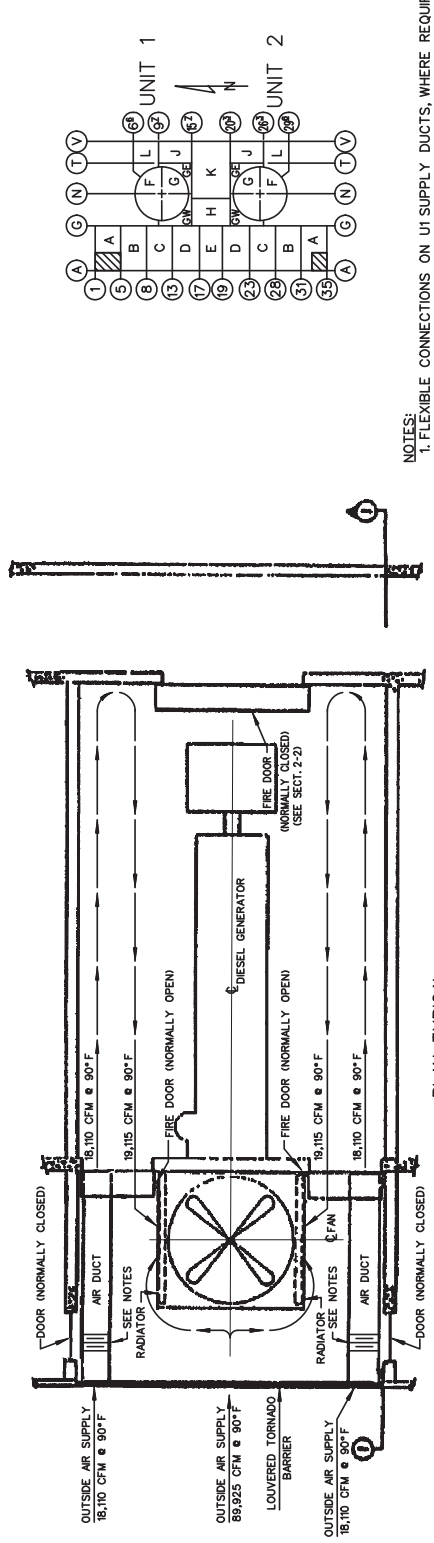 OUTSIDE AIR SUPPLY
18,110 CFM @ 90°F
DOOR (NORMALLY CLOSED)
AIR DUCT
SEE NOTES
RADIATOR
18,110 CFM @ 90°F
19,115 CFM @ 90°F
FIRE DOOR (NORMALLY OPEN)
OUTSIDE AIR SUPPLY
89,925 CFM @ 90°F
LOUVERED TORNADO
BARRIER
℄ DIESEL GENERATOR
FIRE DOOR
(NORMALLY CLOSED)
(SEE SECT. 2-2)
FIRE DOOR (NORMALLY OPEN)
℄ FAN
RADIATOR
SEE NOTES
AIR DUCT
19,115 CFM @ 90°F
18,110 CFM @ 90°F
OUTSIDE AIR SUPPLY
18,110 CFM @ 90°F
DOOR (NORMALLY CLOSED)
A G N T V
1
5
8
13
17
19
23
28
31
35
A
B
C
D
E
D
C
B
A
F L
G J
GW GE
H K
GW GE
G J
F L
A G N T V
UNIT 1
N
UNIT 2
NOTES:
1. FLEXIBLE CONNECTIONS ON U1 SUPPLY DUCTS, WHERE